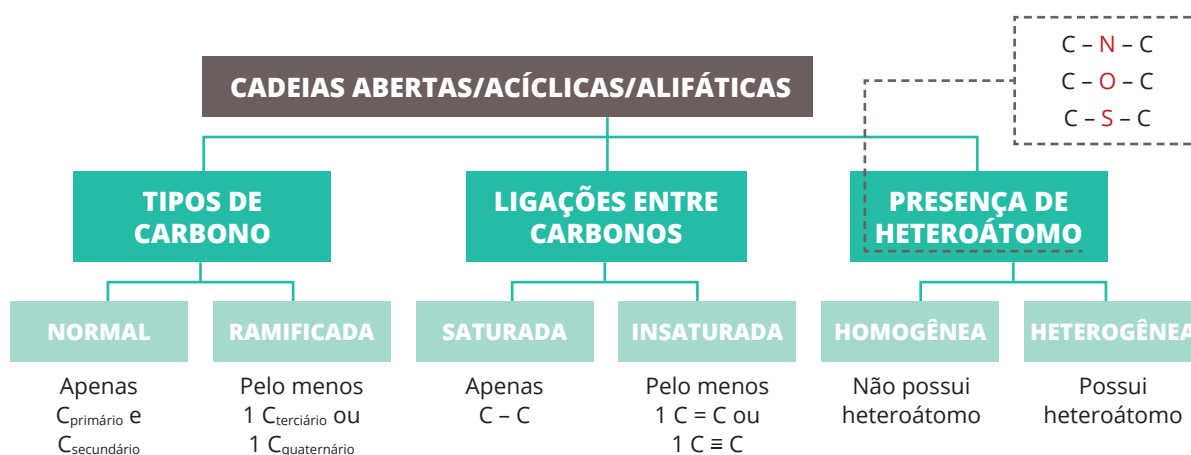 C – N – C
C – O – C
C – S – C
CADEIAS ABERTAS/ACÍCLICAS/ALIFÁTICAS
TIPOS DE
CARBONO
LIGAÇÕES ENTRE
CARBONOS
PRESENÇA DE
HETEROÁTOMO
NORMAL
RAMIFICADA
SATURADA
INSATURADA
HOMOGÊNEA
HETEROGÊNEA
Apenas
Cprimário e
Csecundário
Pelo menos
1 Cterciário ou
1 Cquaternário
Apenas
C – C
Pelo menos
1 C = C ou
1 C ≡ C
Não possui
heteroátomo
Possui
heteroátomo